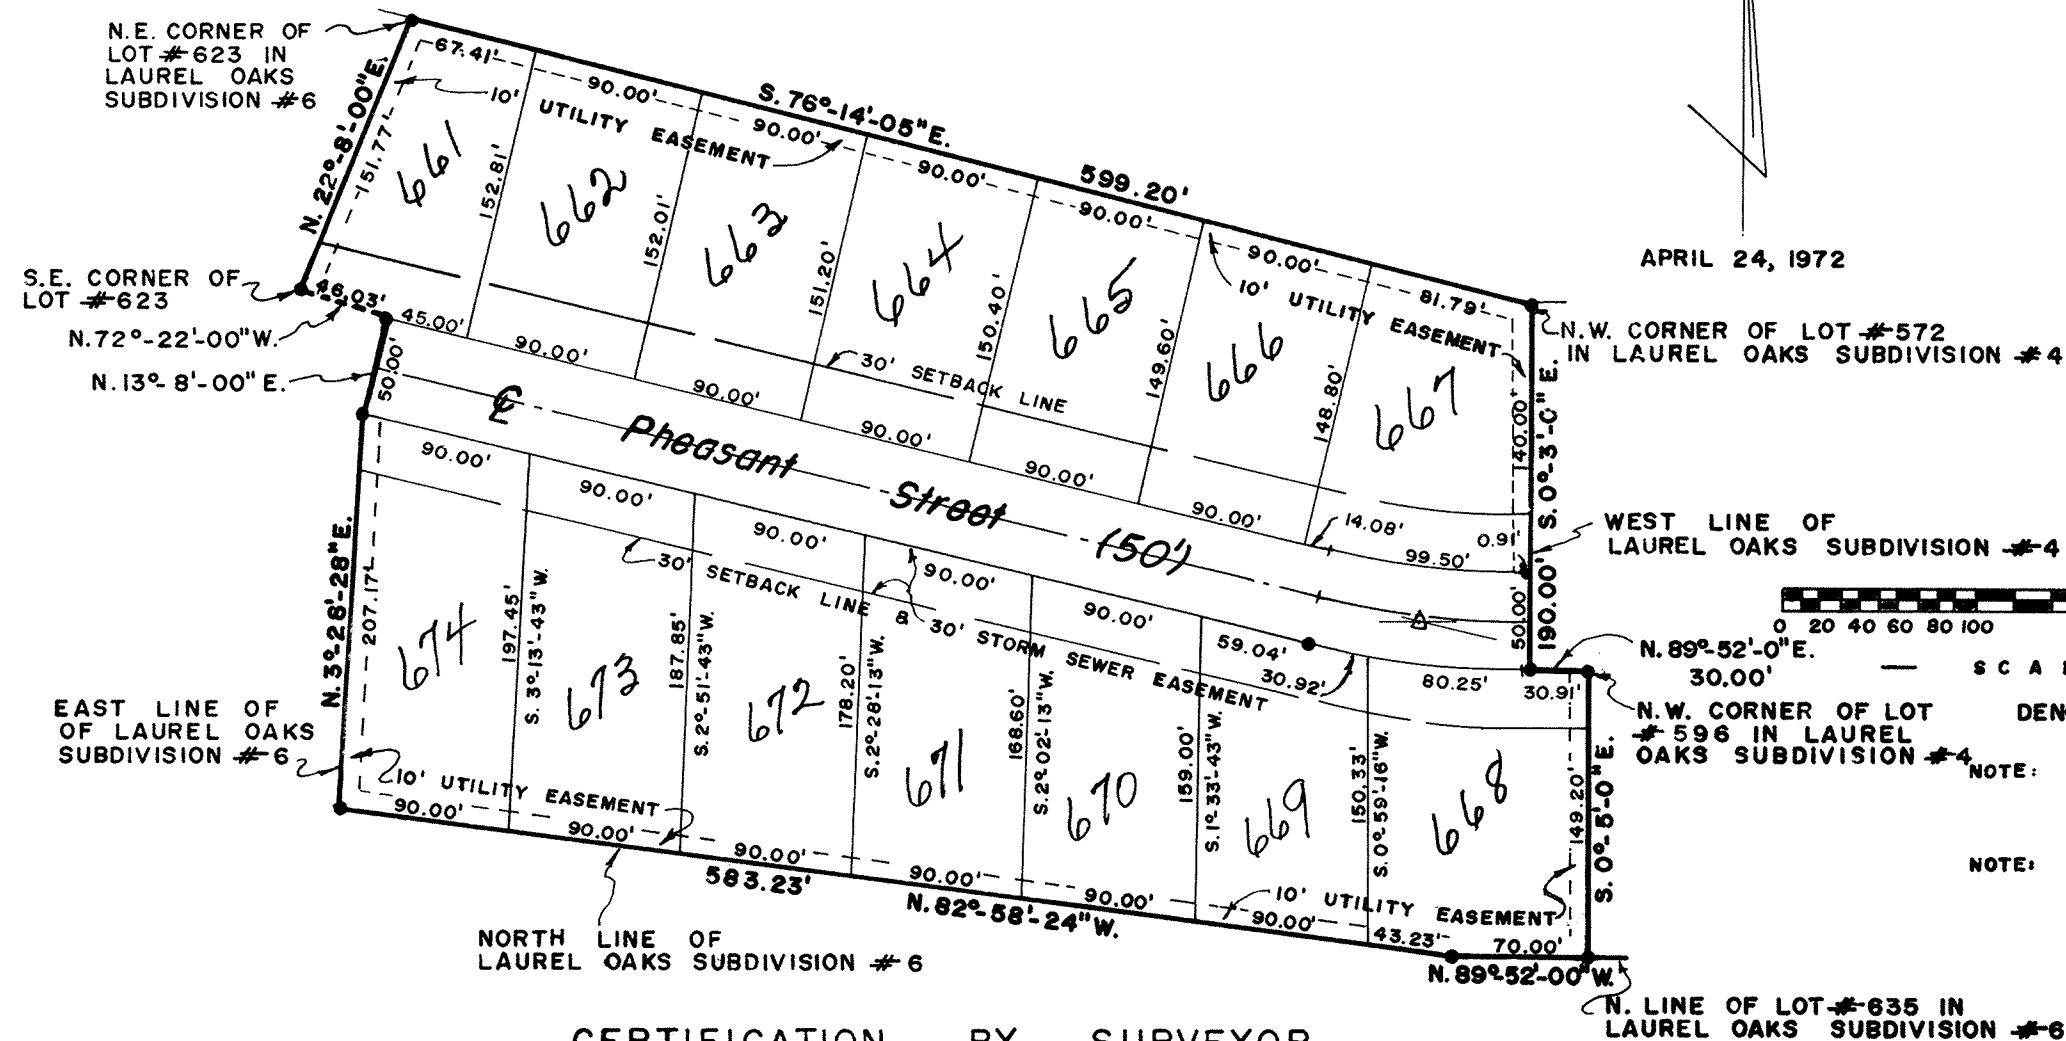 N.E. CORNER OF
LOT #623 IN
LAUREL OAKS
SUBDIVISION #6
N. 22°-8'-00"E.
151.77'
67.41'
10' UTILITY EASEMENT
90.00'
90.00'
S. 76°-14'-05"E.
599.20'
90.00'
90.00'
90.00'
81.79'
10' UTILITY EASEMENT
APRIL 24, 1972
661
152.81'
662
152.01'
663
151.20'
664
150.40'
665
149.60'
666
148.80'
667
140.00'
S. 0°-3'-0"E.
190.00'
N.W. CORNER OF LOT #572
IN LAUREL OAKS SUBDIVISION #4
S.E. CORNER OF
LOT #623
46.03'
N.72°-22'-00"W.
N.13°-8'-00"E.
50.00'
45.00'
90.00'
90.00'
90.00'
90.00'
90.00'
14.08'
99.50'
0.91'
30' SETBACK LINE
WEST LINE OF
LAUREL OAKS SUBDIVISION #4
℄ Pheasant Street (50')
50.00'
0 20 40 60 80 100
S C A
N.89°-52'-0"E.
30.00'
N.W. CORNER OF LOT
#596 IN LAUREL
OAKS SUBDIVISION #4
DEN
NOTE:
NOTE:
90.00'
90.00'
90.00'
90.00'
90.00'
59.04'
30.92'
80.25'
30.91'
30' SETBACK LINE & 30' STORM SEWER EASEMENT
N. 3°-28'-28"E.
207.17'
674
197.45'
S. 3°-13'-43"W.
673
187.85'
S. 2°-51'-43"W.
672
178.20'
S. 2°-28'-13"W.
671
168.60'
S. 2°02'-13"W.
670
159.00'
S. 1°-33'-43"W.
669
150.33'
S. 0°-59'-16"W.
668
149.20'
S. 0°-5'-0"E.
EAST LINE OF
OF LAUREL OAKS
SUBDIVISION #6
10' UTILITY EASEMENT
90.00'
90.00'
90.00'
90.00'
90.00'
90.00'
43.23'
70.00'
10' UTILITY EASEMENT
583.23'
N.82°-58'-24"W.
N.89°-52'-00"W.
NORTH LINE OF
LAUREL OAKS SUBDIVISION #6
N. LINE OF LOT #635 IN
LAUREL OAKS SUBDIVISION #6
CERTIFICATION BY SURVEYOR